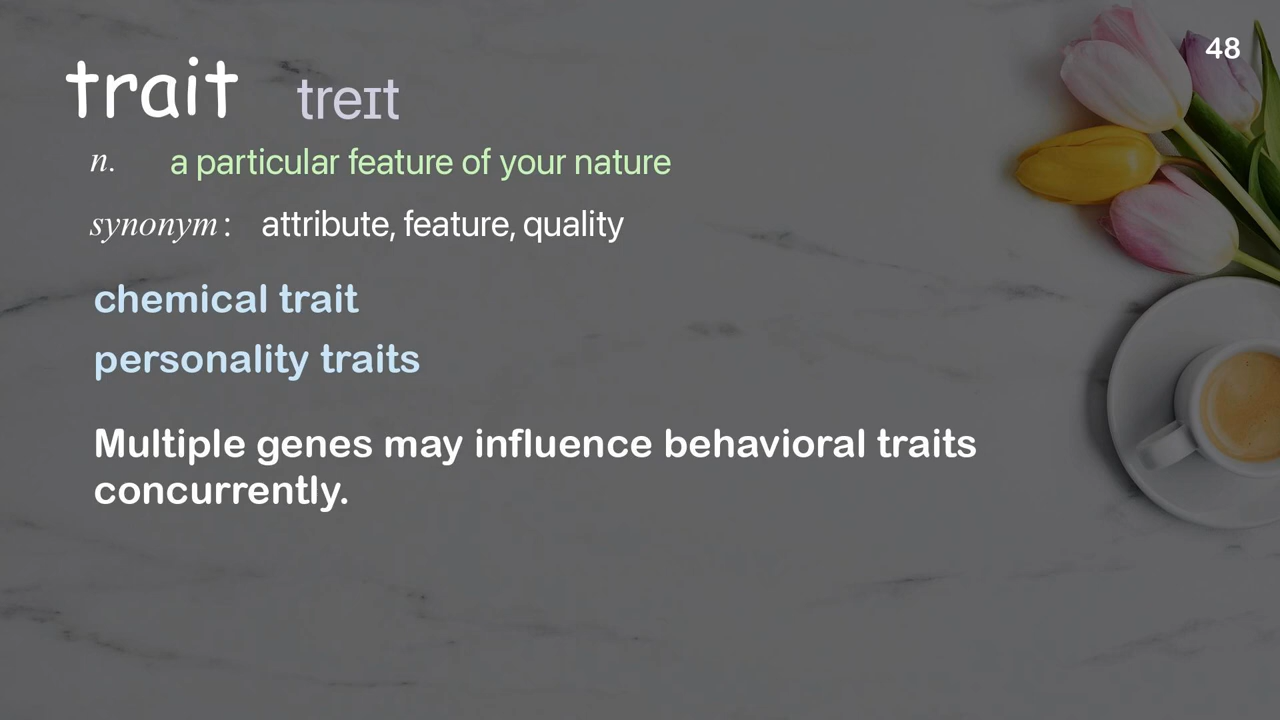 48
trait treɪt
n. a particular feature of your nature
synonym: attribute, feature, quality
chemical trait
personality traits
Multiple genes may influence behavioral traits
concurrently.